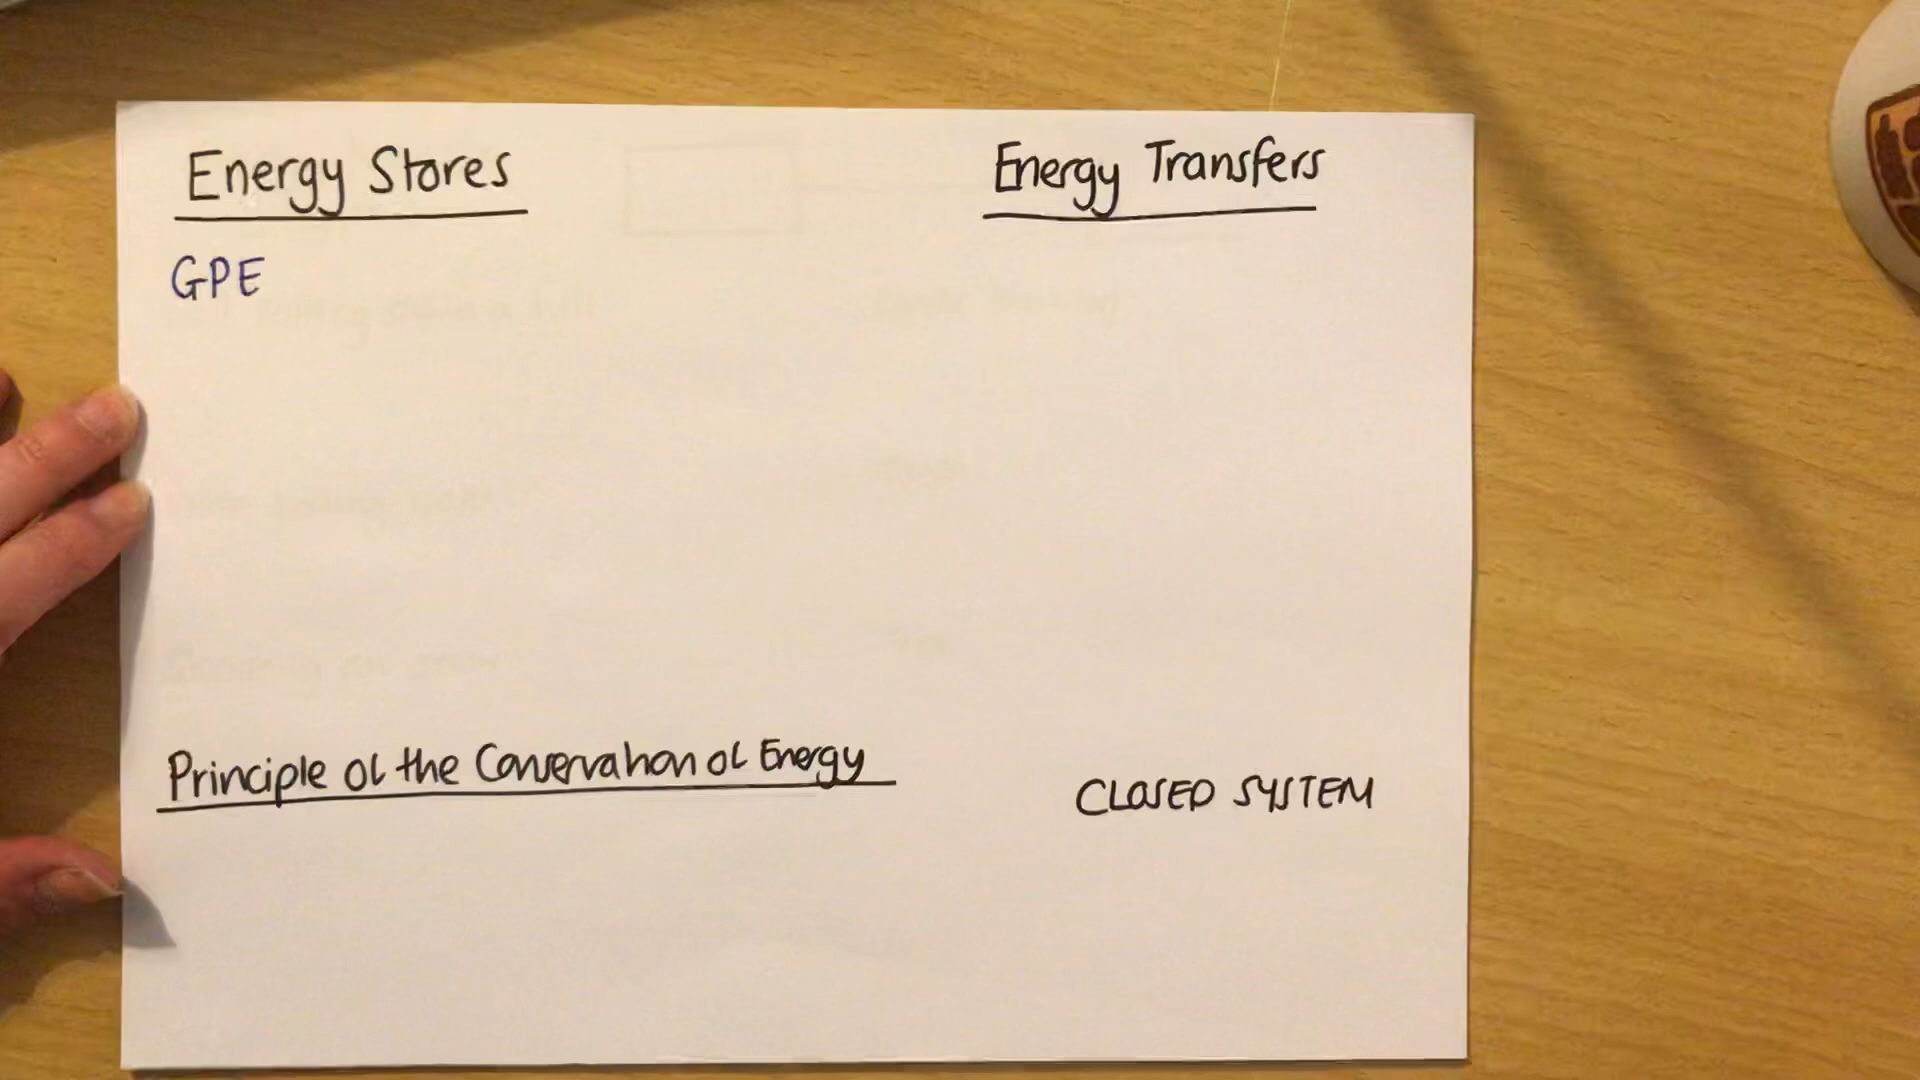 Energy Stores
Energy Transfers
GPE
Principle of the Conservation of Energy
CLOSED SYSTEM